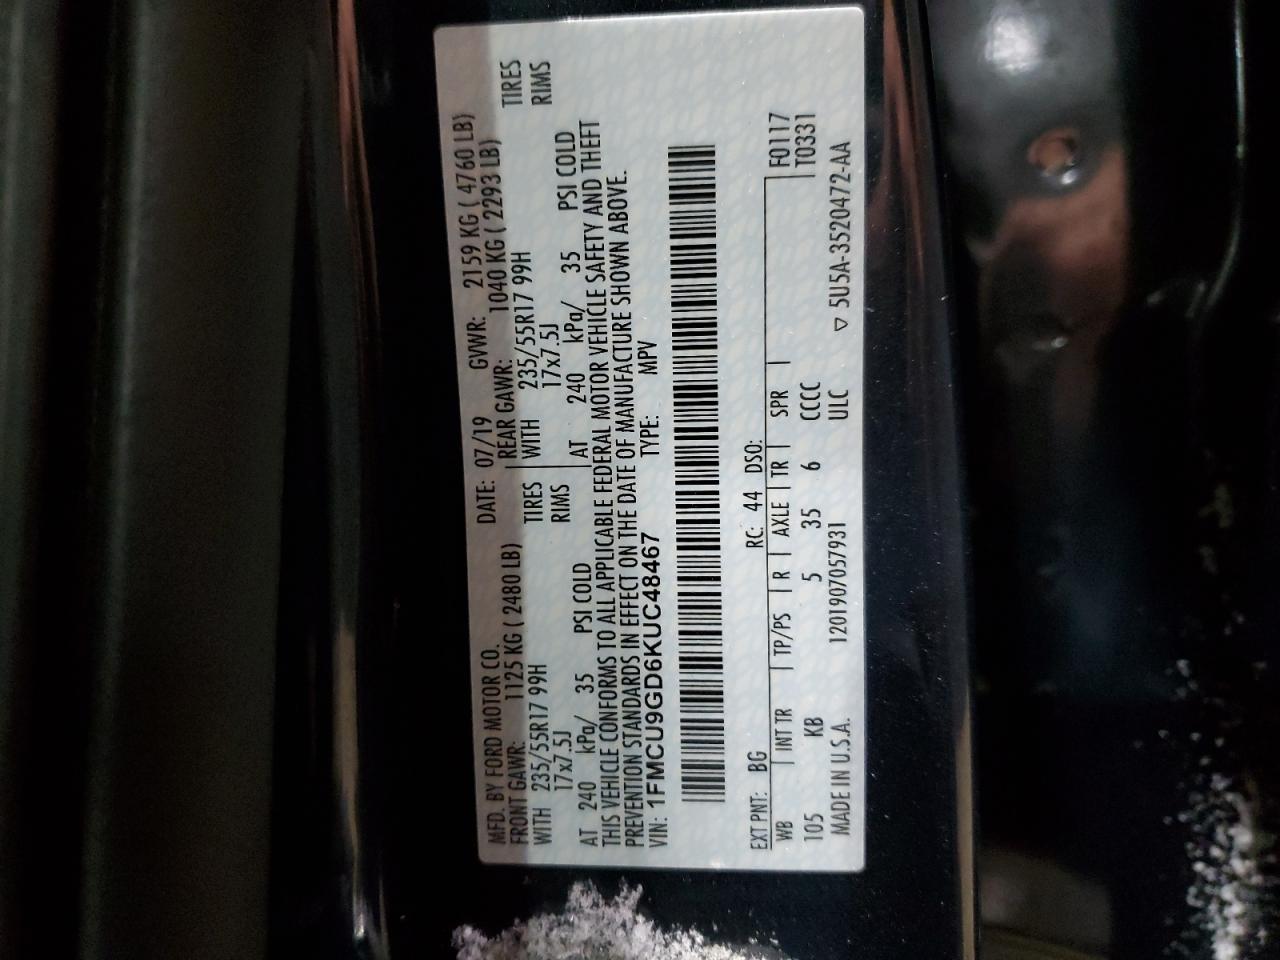 MFD. BY FORD MOTOR CO. DATE: 07/19 GVWR: 2159 KG ( 4760 LB)
FRONT GAWR: 1125 KG ( 2480 LB) REAR GAWR: 1040 KG ( 2293 LB)
WITH 235/55R17 99H TIRES WITH 235/55R17 99H TIRES
17x7.5J RIMS 17x7.5J RIMS
AT 240 kPa/ 35 PSI COLD AT 240 kPa/ 35 PSI COLD
THIS VEHICLE CONFORMS TO ALL APPLICABLE FEDERAL MOTOR VEHICLE SAFETY AND THEFT
PREVENTION STANDARDS IN EFFECT ON THE DATE OF MANUFACTURE SHOWN ABOVE.
VIN: 1FMCU9GD6KUC48467 TYPE: MPV
EXT PNT: BG RC: 44 DSO: F0117
WB INT TR TP/PS R AXLE TR SPR T0331
105 KB 5 35 6 CCCC
MADE IN U.S.A. 120190705793​1 ULC ▽ 5U5A-3520472-AA